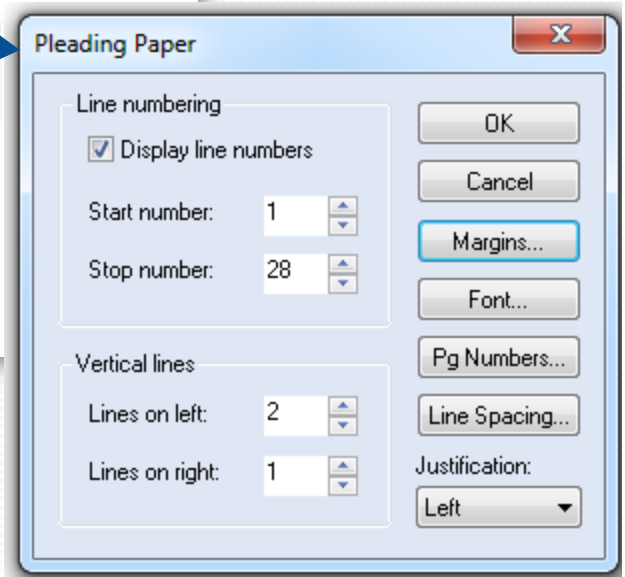 Pleading Paper
Line numbering
Display line numbers
Start number: 1
Stop number: 28
Vertical lines
Lines on left: 2
Lines on right: 1
OK
Cancel
Margins...
Font...
Pg Numbers...
Line Spacing...
Justification:
Left